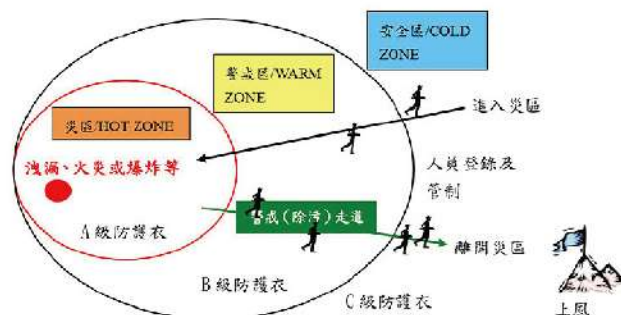 安全區/COLD
ZONE
警戒區/WARM
ZONE
災區/HOT ZONE
進入災區
洩漏、火災或爆炸等
人員登錄及
管制
A級防護衣
戒(除污)走道
離開災區
B級防護衣
C級防護衣
上風